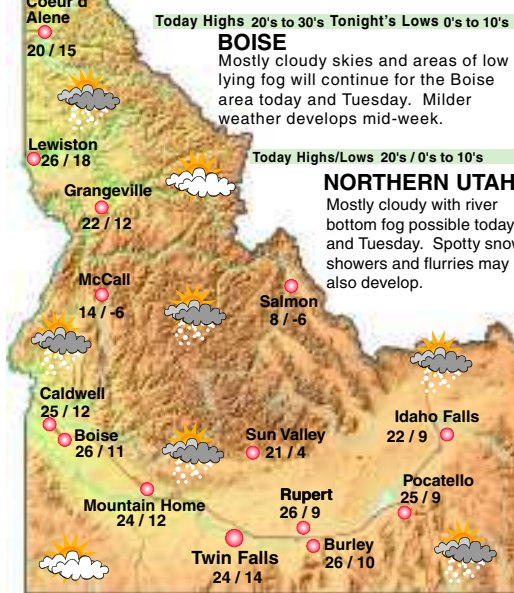 Coeur d'
Alene
20 / 15
Today Highs 20's to 30's Tonight's Lows 0's to 10's
BOISE
Mostly cloudy skies and areas of low
lying fog will continue for the Boise
area today and Tuesday. Milder
weather develops mid-week.
Lewiston
26 / 18
Today Highs/Lows 20's / 0's to 10's
NORTHERN UTAH
Mostly cloudy with river
bottom fog possible today
and Tuesday. Spotty snow
showers and flurries may
also develop.
Grangeville
22 / 12
McCall
14 / -6
Salmon
8 / -6
Caldwell
25 / 12
Boise
26 / 11
Sun Valley
21 / 4
Idaho Falls
22 / 9
Mountain Home
24 / 12
Rupert
26 / 9
Pocatello
25 / 9
Twin Falls
24 / 14
Burley
26 / 10